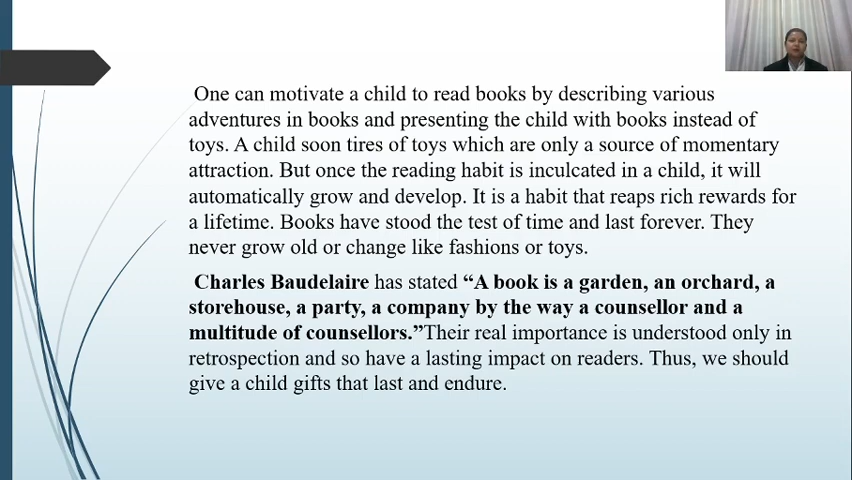 One can motivate a child to read books by describing various
adventures in books and presenting the child with books instead of
toys. A child soon tires of toys which are only a source of momentary
attraction. But once the reading habit is inculcated in a child, it will
automatically grow and develop. It is a habit that reaps rich rewards for
a lifetime. Books have stood the test of time and last forever. They
never grow old or change like fashions or toys.
Charles Baudelaire has stated “A book is a garden, an orchard, a
storehouse, a party, a company by the way a counsellor and a
multitude of counsellors.”Their real importance is understood only in
retrospection and so have a lasting impact on readers. Thus, we should
give a child gifts that last and endure.